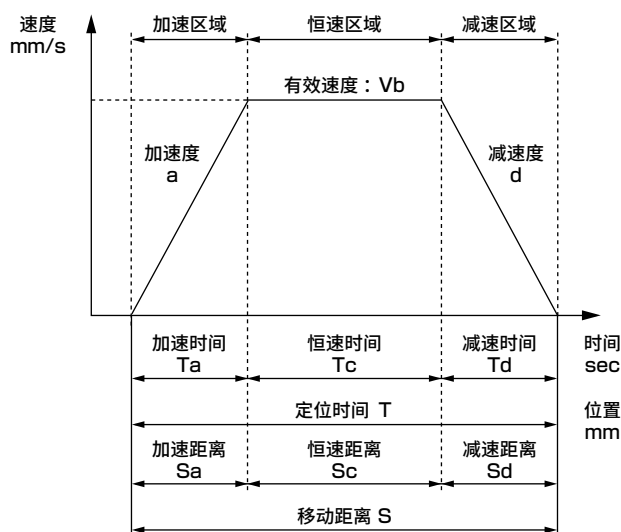 速度
mm/s
加速区域
恒速区域
减速区域
有效速度：Vb
加速度
a
减速度
d
加速时间
Ta
恒速时间
Tc
减速时间
Td
时间
sec
定位时间 T
位置
mm
加速距离
Sa
恒速距离
Sc
减速距离
Sd
移动距离 S